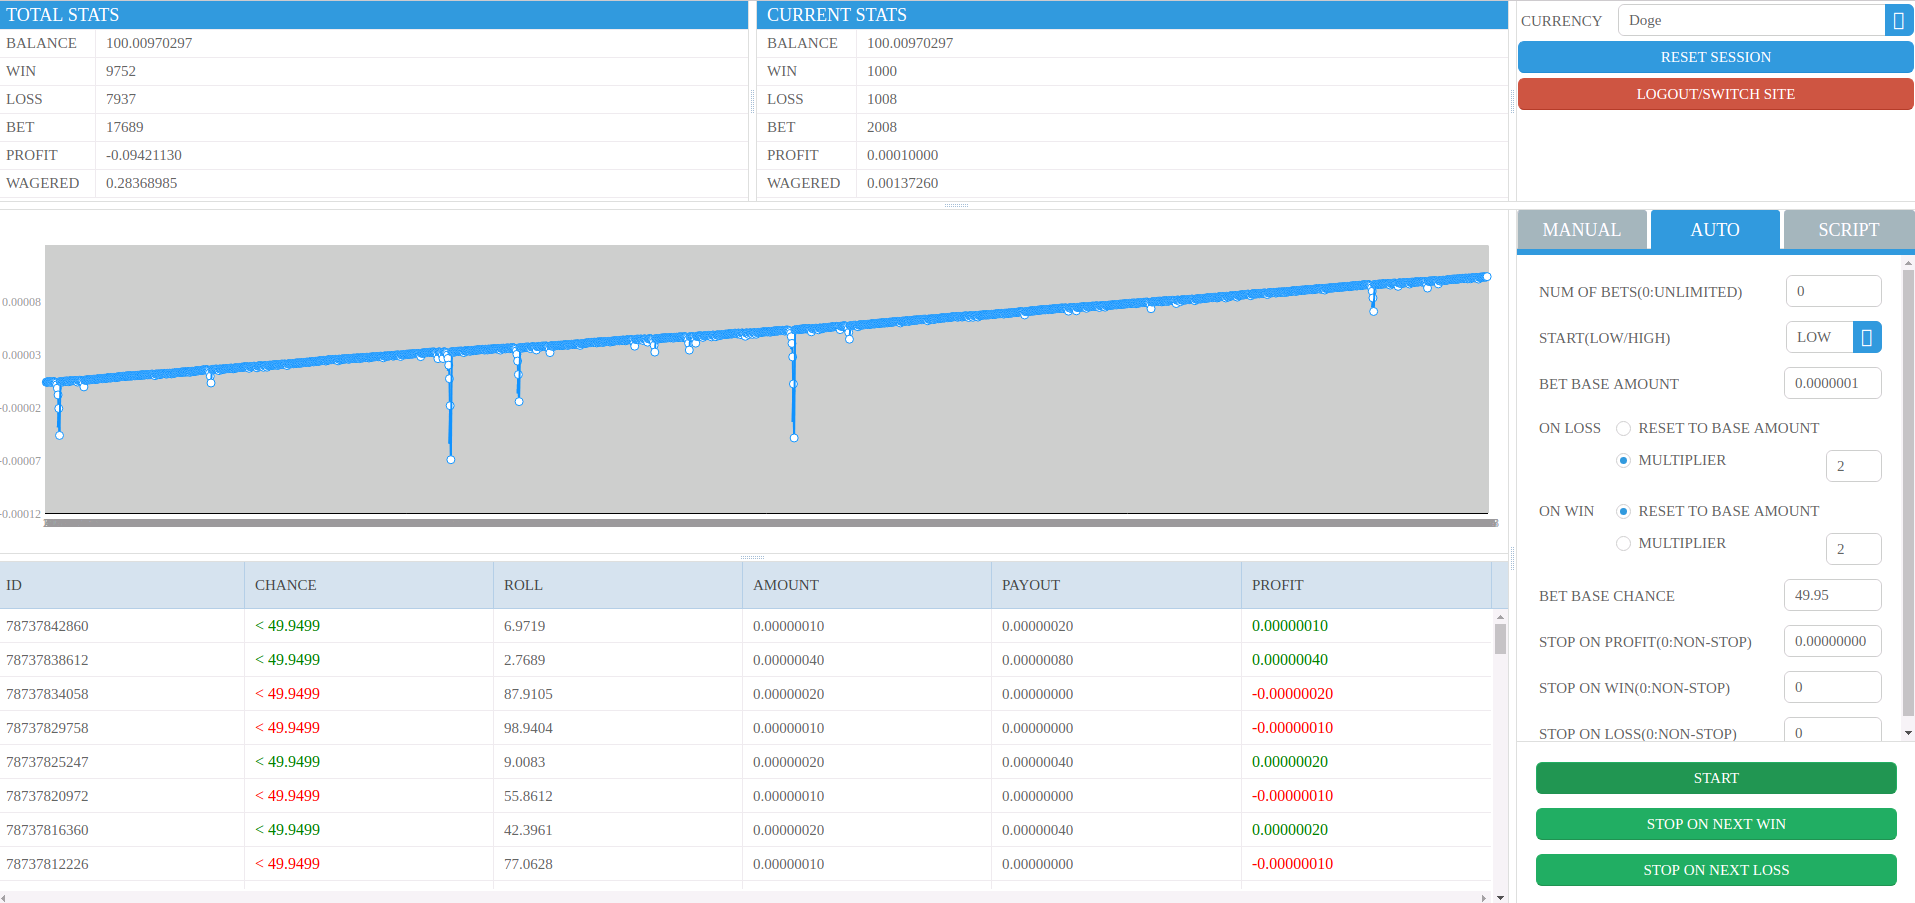 TOTAL STATS
BALANCE 100.00970297
WIN 9752
LOSS 7937
BET 17689
PROFIT -0.09421130
WAGERED 0.28368985
CURRENT STATS
BALANCE 100.00970297
WIN 1000
LOSS 1008
BET 2008
PROFIT 0.00010000
WAGERED 0.00137260
CURRENCY Doge
RESET SESSION
LOGOUT/SWITCH SITE
0.00008
0.00003
-0.00002
-0.00007
-0.00012
ID CHANCE ROLL AMOUNT PAYOUT PROFIT
78737842860 < 49.9499 6.9719 0.00000010 0.00000020 0.00000010
78737838612 < 49.9499 2.7689 0.00000040 0.00000080 0.00000040
78737834058 < 49.9499 87.9105 0.00000020 0.00000000 -0.00000020
78737829758 < 49.9499 98.9404 0.00000010 0.00000000 -0.00000010
78737825247 < 49.9499 9.0083 0.00000020 0.00000040 0.00000020
78737820972 < 49.9499 55.8612 0.00000010 0.00000000 -0.00000010
78737816360 < 49.9499 42.3961 0.00000020 0.00000040 0.00000020
78737812226 < 49.9499 77.0628 0.00000010 0.00000000 -0.00000010
MANUAL AUTO SCRIPT
NUM OF BETS(0:UNLIMITED) 0
START(LOW/HIGH) LOW
BET BASE AMOUNT 0.0000001
ON LOSS RESET TO BASE AMOUNT
MULTIPLIER 2
ON WIN RESET TO BASE AMOUNT
MULTIPLIER 2
BET BASE CHANCE 49.95
STOP ON PROFIT(0:NON-STOP) 0.00000000
STOP ON WIN(0:NON-STOP) 0
STOP ON LOSS(0:NON-STOP) 0
START
STOP ON NEXT WIN
STOP ON NEXT LOSS